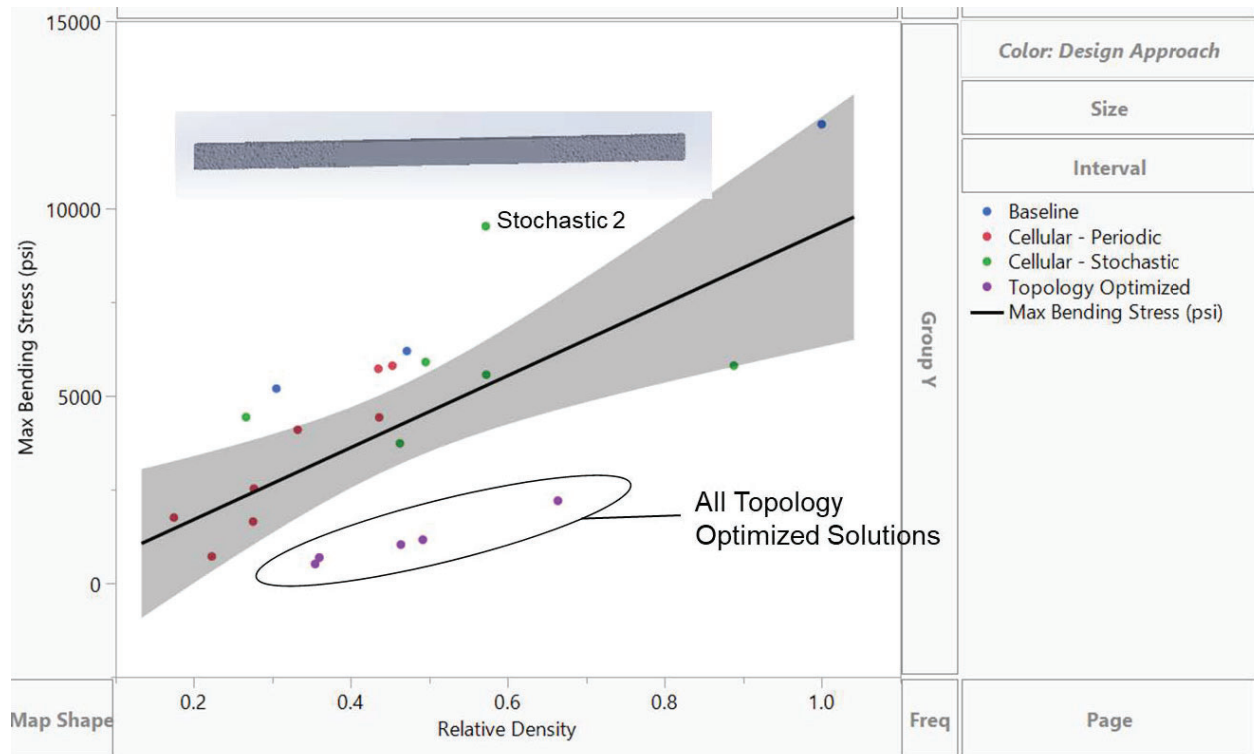 15000
10000
5000
0
Max Bending Stress (psi)
Stochastic 2
All Topology
Optimized Solutions
0.2
0.4
0.6
0.8
1.0
Relative Density
Map Shape
Group Y
Freq
Color: Design Approach
Size
Interval
Baseline
Cellular - Periodic
Cellular - Stochastic
Topology Optimized
Max Bending Stress (psi)
Page